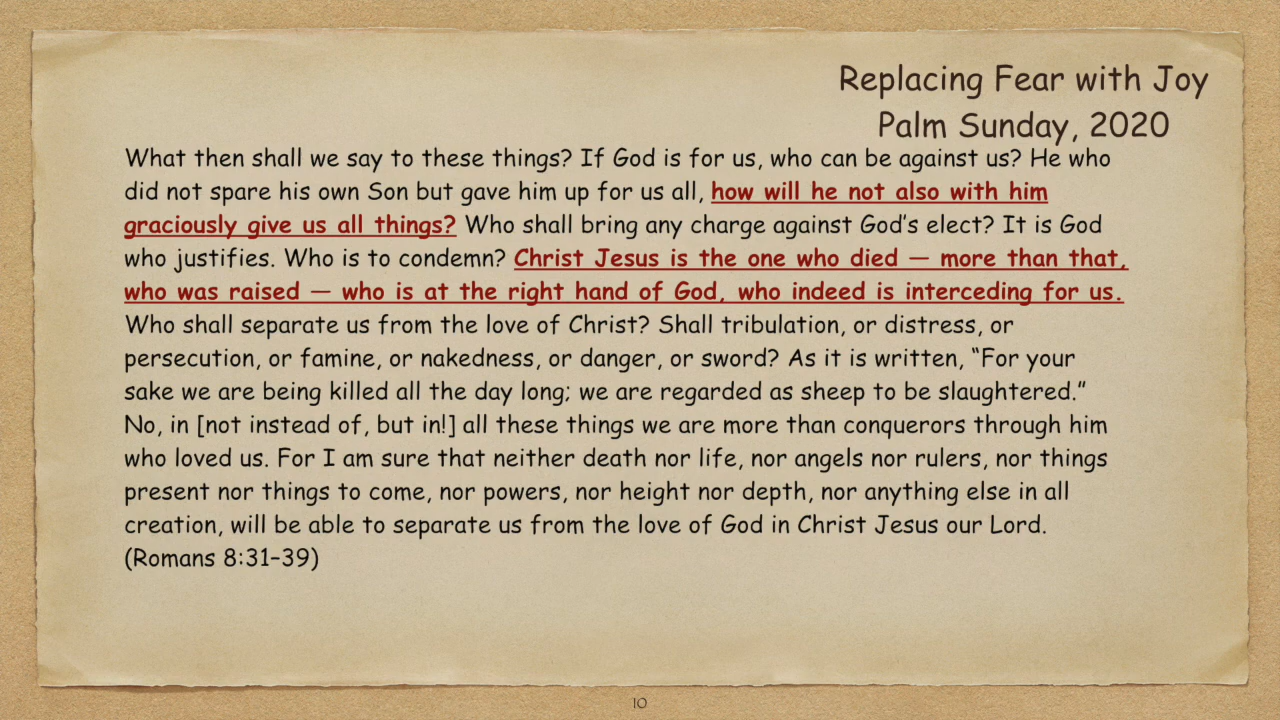 Replacing Fear with Joy
Palm Sunday, 2020
What then shall we say to these things? If God is for us, who can be against us? He who
did not spare his own Son but gave him up for us all, how will he not also with him
graciously give us all things? Who shall bring any charge against God’s elect? It is God
who justifies. Who is to condemn? Christ Jesus is the one who died — more than that,
who was raised — who is at the right hand of God, who indeed is interceding for us.
Who shall separate us from the love of Christ? Shall tribulation, or distress, or
persecution, or famine, or nakedness, or danger, or sword? As it is written, “For your
sake we are being killed all the day long; we are regarded as sheep to be slaughtered.”
No, in [not instead of, but in!] all these things we are more than conquerors through him
who loved us. For I am sure that neither death nor life, nor angels nor rulers, nor things
present nor things to come, nor powers, nor height nor depth, nor anything else in all
creation, will be able to separate us from the love of God in Christ Jesus our Lord.
(Romans 8:31–39)
10